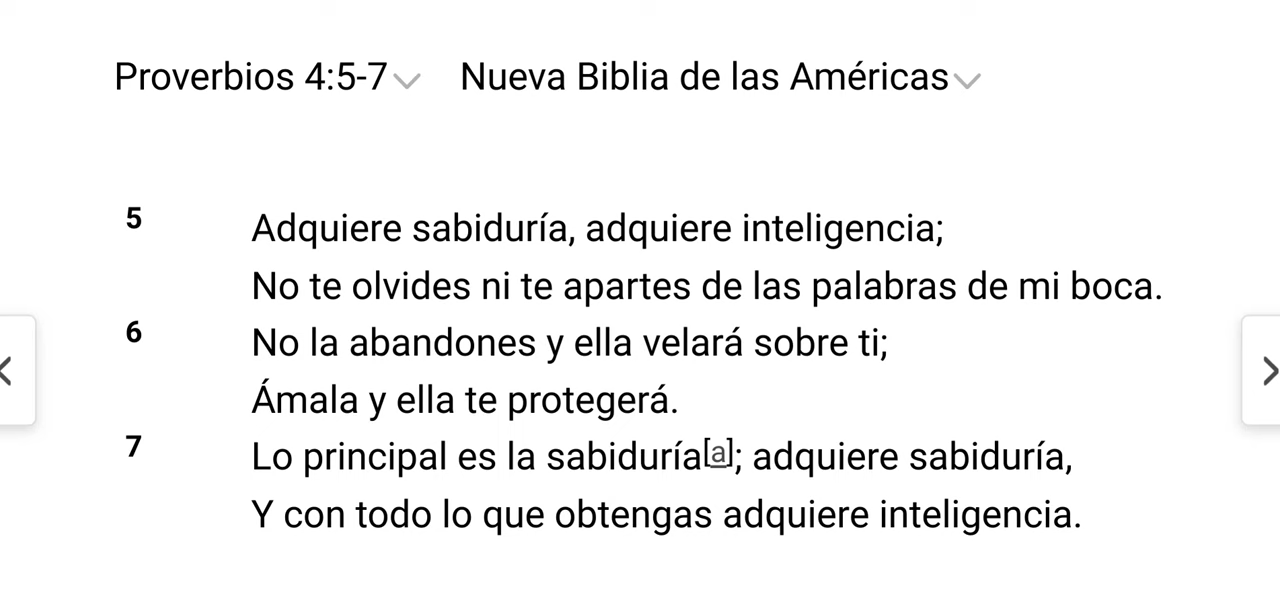 Proverbios 4:5-7 Nueva Biblia de las Américas
5 Adquiere sabiduría, adquiere inteligencia;
No te olvides ni te apartes de las palabras de mi boca.
6 No la abandones y ella velará sobre ti;
Ámala y ella te protegerá.
7 Lo principal es la sabiduría[a]; adquiere sabiduría,
Y con todo lo que obtengas adquiere inteligencia.